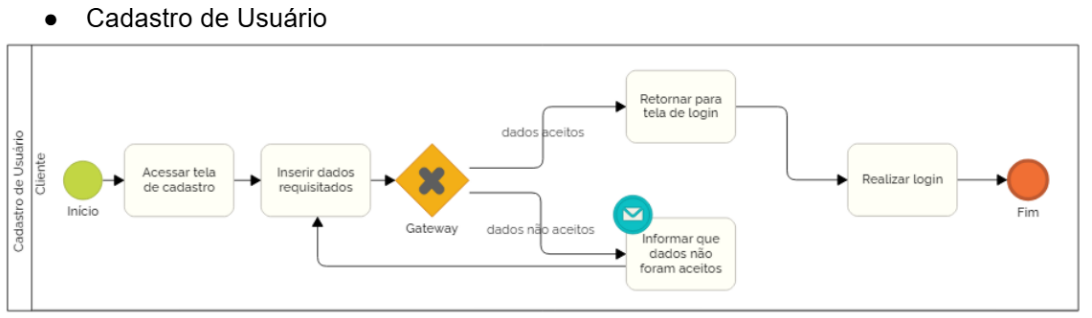 ● Cadastro de Usuário
Cadastro de Usuário
Cliente
Início
Acessar tela
de cadastro
Inserir dados
requisitados
Gateway
dados aceitos
Retornar para
tela de login
dados não aceitos
Informar que
dados não
foram aceitos
Realizar login
Fim